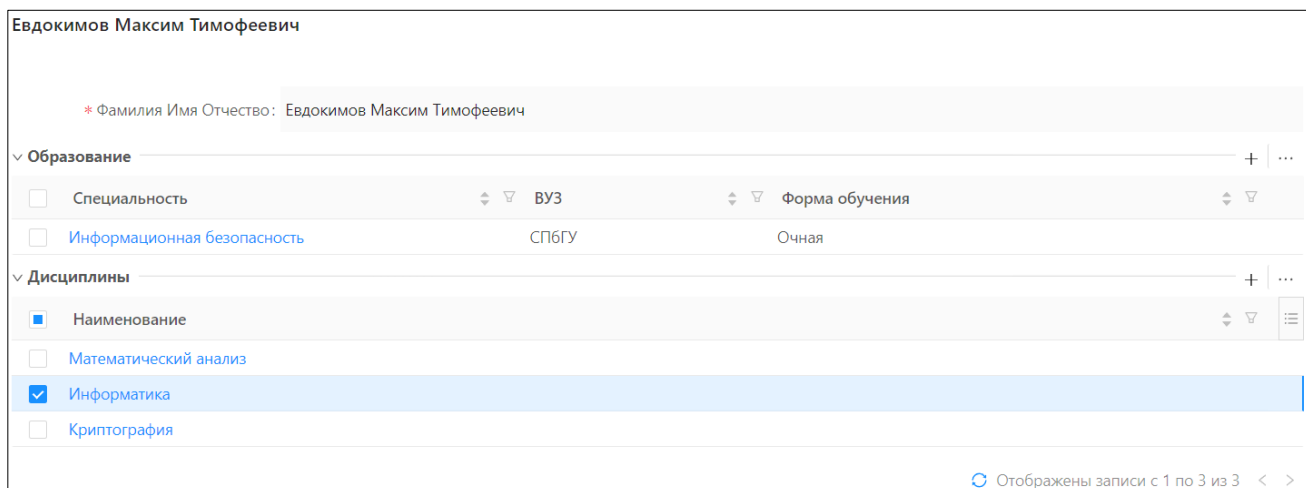 Евдокимов Максим Тимофеевич
* Фамилия Имя Отчество: Евдокимов Максим Тимофеевич
Образование
Специальность ВУЗ Форма обучения
Информационная безопасность СПбГУ Очная
Дисциплины
Наименование
Математический анализ
Информатика
Криптография
Отображены записи с 1 по 3 из 3